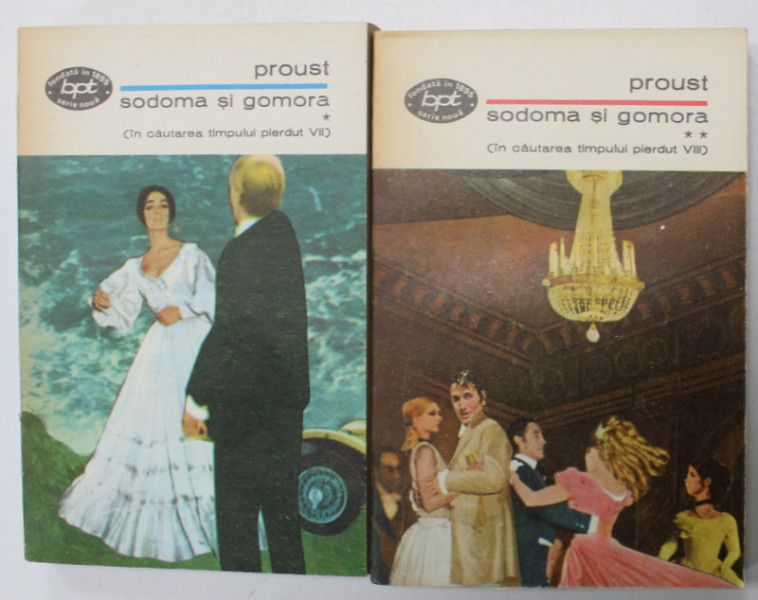 fondată în 1895
bpt
serie nouă
proust
sodoma și gomora
*
(în căutarea timpului pierdut VII)
fondată în 1895
bpt
serie nouă
proust
sodoma și gomora
**
(în căutarea timpului pierdut VIII)